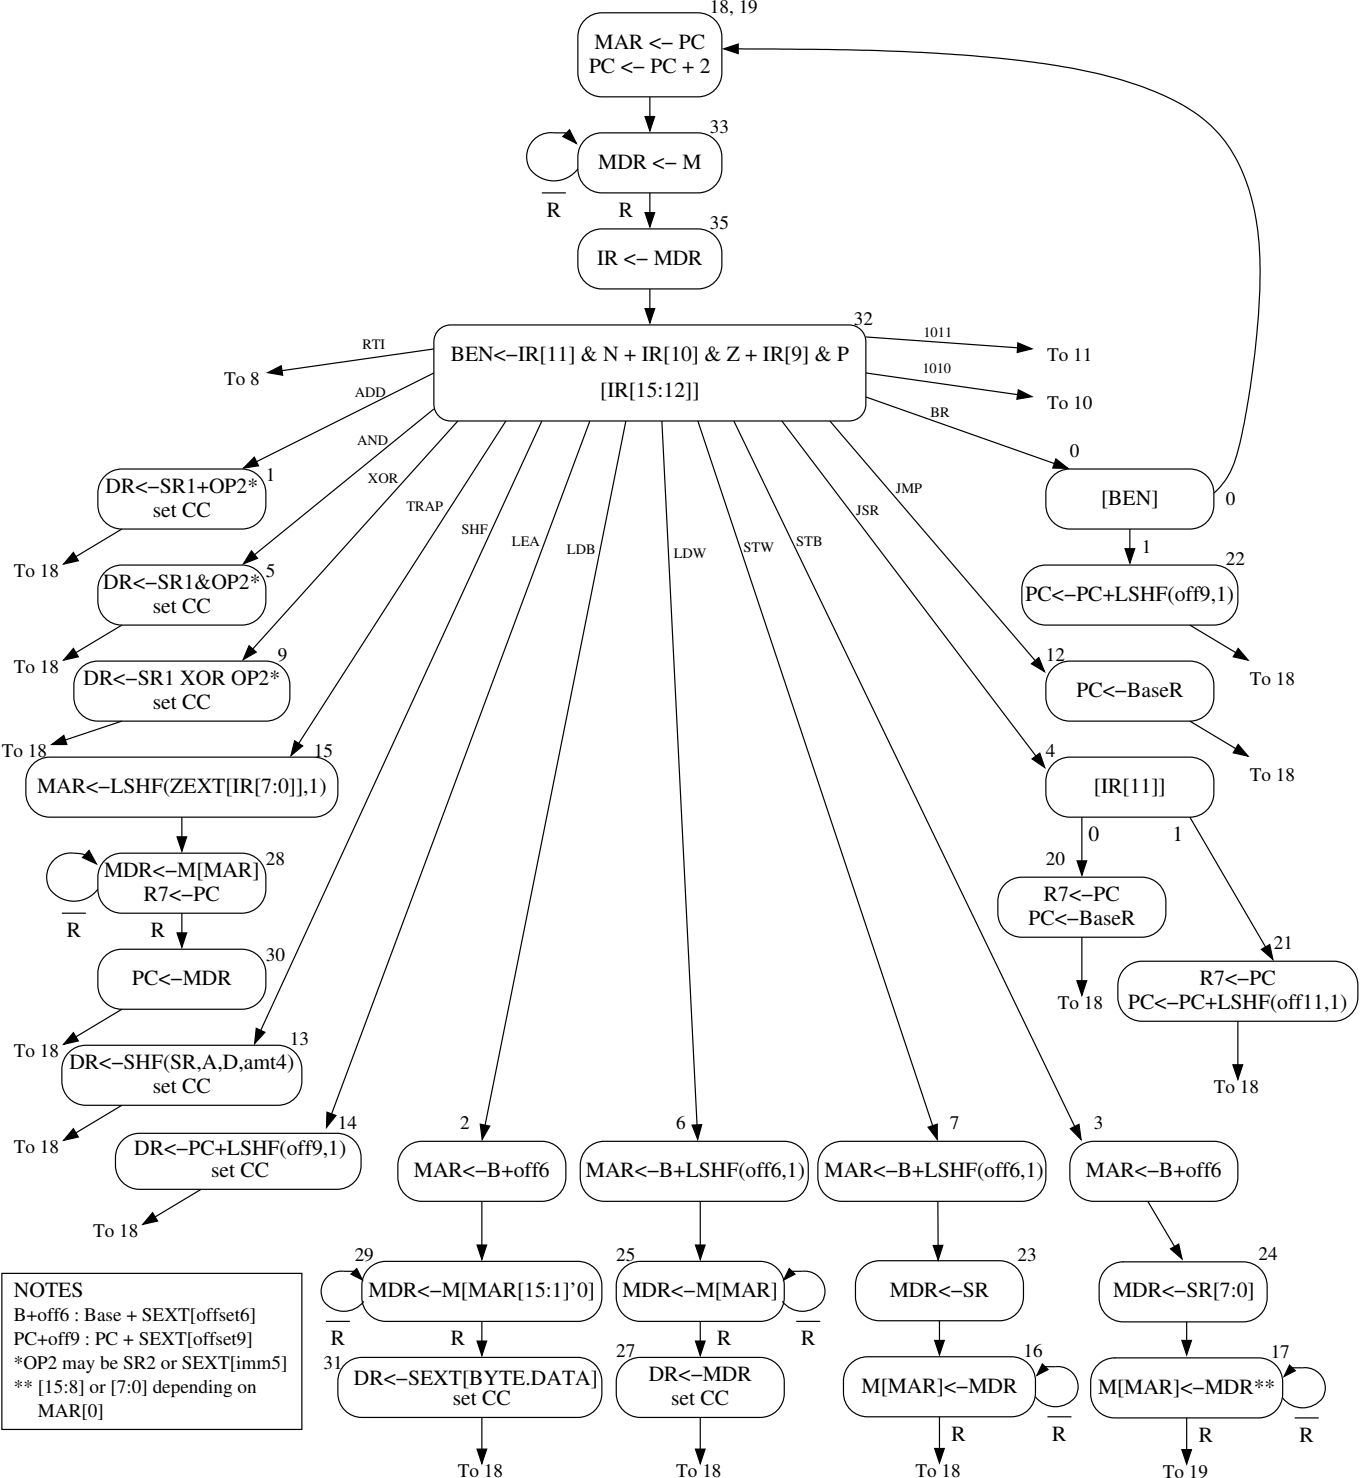 18, 19
MAR <– PC
PC <– PC + 2
33
MDR <– M
R
R
35
IR <– MDR
32
BEN<–IR[11] & N + IR[10] & Z + IR[9] & P
[IR[15:12]]
RTI
To 8
1011
To 11
1010
To 10
ADD
AND
XOR
TRAP
SHF
LEA
LDB
LDW
STW
STB
JSR
JMP
BR
1
DR<–SR1+OP2*
set CC
To 18
5
DR<–SR1&OP2*
set CC
To 18
9
DR<–SR1 XOR OP2*
set CC
To 18
0
[BEN]
0
1
22
PC<–PC+LSHF(off9,1)
To 18
12
PC<–BaseR
To 18
15
MAR<–LSHF(ZEXT[IR[7:0]],1)
28
MDR<–M[MAR]
R7<–PC
R
R
30
PC<–MDR
To 18
4
[IR[11]]
0
1
20
R7<–PC
PC<–BaseR
To 18
21
R7<–PC
PC<–PC+LSHF(off11,1)
To 18
13
DR<–SHF(SR,A,D,amt4)
set CC
To 18
14
DR<–PC+LSHF(off9,1)
set CC
To 18
2
MAR<–B+off6
6
MAR<–B+LSHF(off6,1)
7
MAR<–B+LSHF(off6,1)
3
MAR<–B+off6
29
MDR<–M[MAR[15:1]’0]
R
R
25
MDR<–M[MAR]
R
R
23
MDR<–SR
24
MDR<–SR[7:0]
31
DR<–SEXT[BYTE.DATA]
set CC
To 18
27
DR<–MDR
set CC
To 18
16
M[MAR]<–MDR
R
R
To 18
17
M[MAR]<–MDR**
R
R
To 19
NOTES
B+off6 : Base + SEXT[offset6]
PC+off9 : PC + SEXT[offset9]
*OP2 may be SR2 or SEXT[imm5]
** [15:8] or [7:0] depending on
MAR[0]